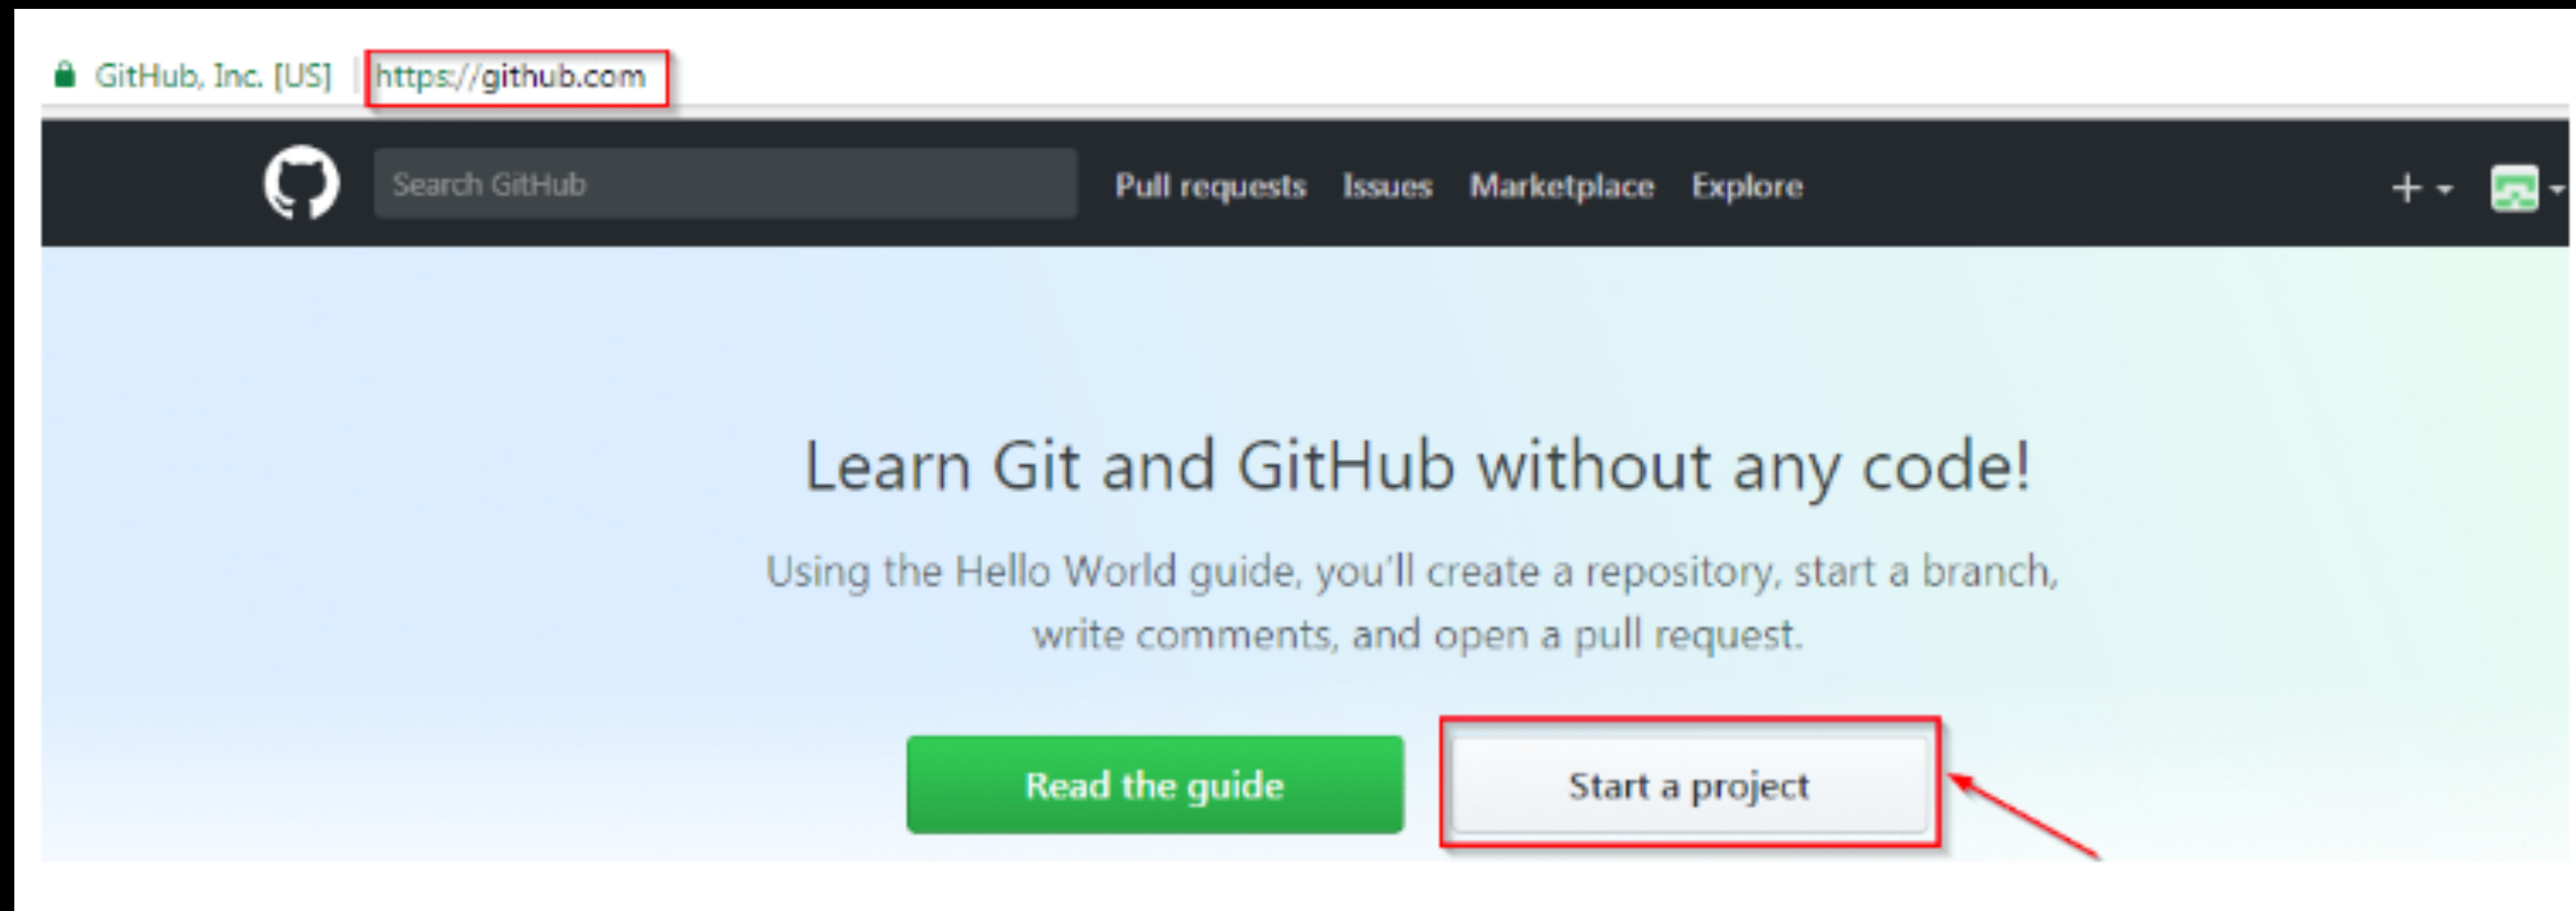 GitHub, Inc. [US] https://github.com
Search GitHub Pull requests Issues Marketplace Explore
Learn Git and GitHub without any code!
Using the Hello World guide, you'll create a repository, start a branch,
write comments, and open a pull request.
Read the guide Start a project